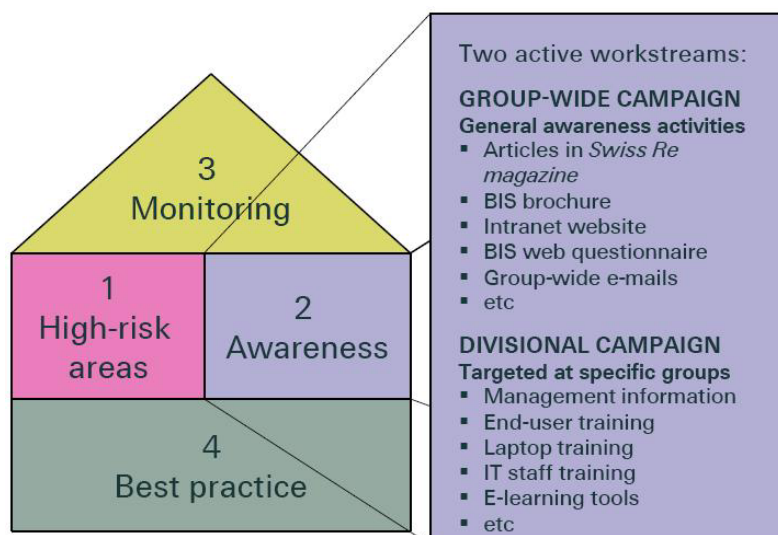 3
Monitoring
1
High-risk
areas
2
Awareness
4
Best practice
Two active workstreams:
GROUP-WIDE CAMPAIGN
General awareness activities
▪ Articles in Swiss Re
magazine
▪ BIS brochure
▪ Intranet website
▪ BIS web questionnaire
▪ Group-wide e-mails
▪ etc
DIVISIONAL CAMPAIGN
Targeted at specific groups
▪ Management information
▪ End-user training
▪ Laptop training
▪ IT staff training
▪ E-learning tools
▪ etc